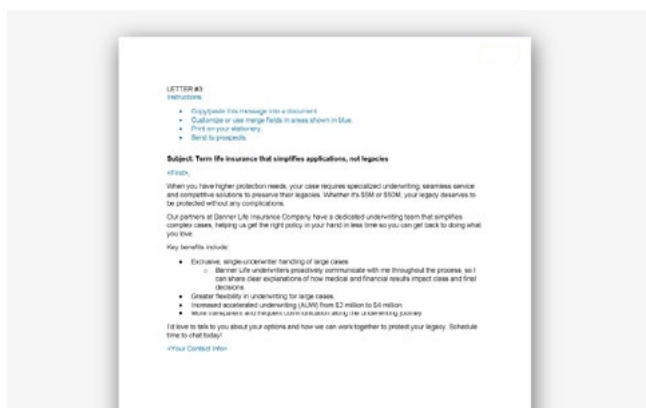 LETTER #3
Instructions:
Copy/paste this message into a document.
Customize or use merge fields in areas shown in blue.
Print on your stationery.
Send to prospects.
Subject: Term life insurance that simplifies applications, not legacies
<First>,
When you have higher protection needs, your case requires specialized underwriting, seamless service
and competitive solutions to preserve their legacies. Whether it's $5M or $50M, your legacy deserves to
be protected without any complications.
Our partners at Banner Life Insurance Company have a dedicated underwriting team that simplifies
complex cases, helping us get the right policy in your hand in less time so you can get back to doing what
you love.
Key benefits include:
Exclusive, single-underwriter handling of large cases
Banner Life underwriters proactively communicate with me throughout the process, so I
can share clear explanations of how medical and financial results impact class and final
decisions.
Greater flexibility in underwriting for large cases
Increased accelerated underwriting (AUW) from $2 million to $4 million
More transparent and frequent communication along the underwriting journey
I'd love to talk to you about your options and how we can work together to protect your legacy. Schedule
time to chat today!
<Your Contact Info>